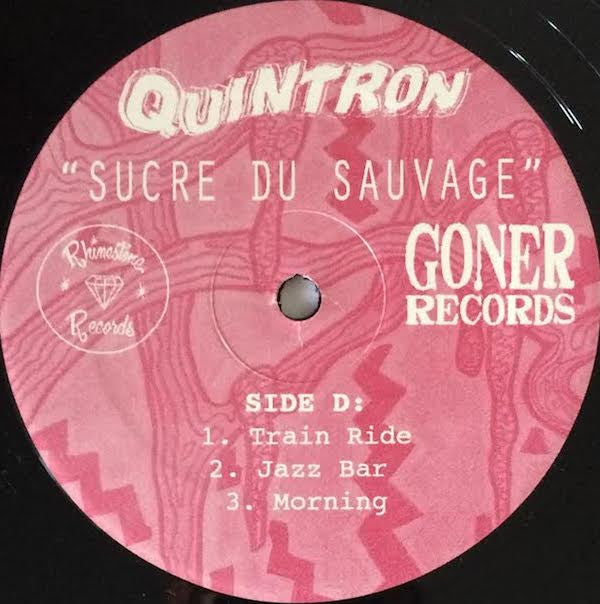 QUINTRON
"SUCRE DU SAUVAGE"
Rhinestone
Records
GONER
RECORDS
SIDE D:
1. Train Ride
2. Jazz Bar
3. Morning